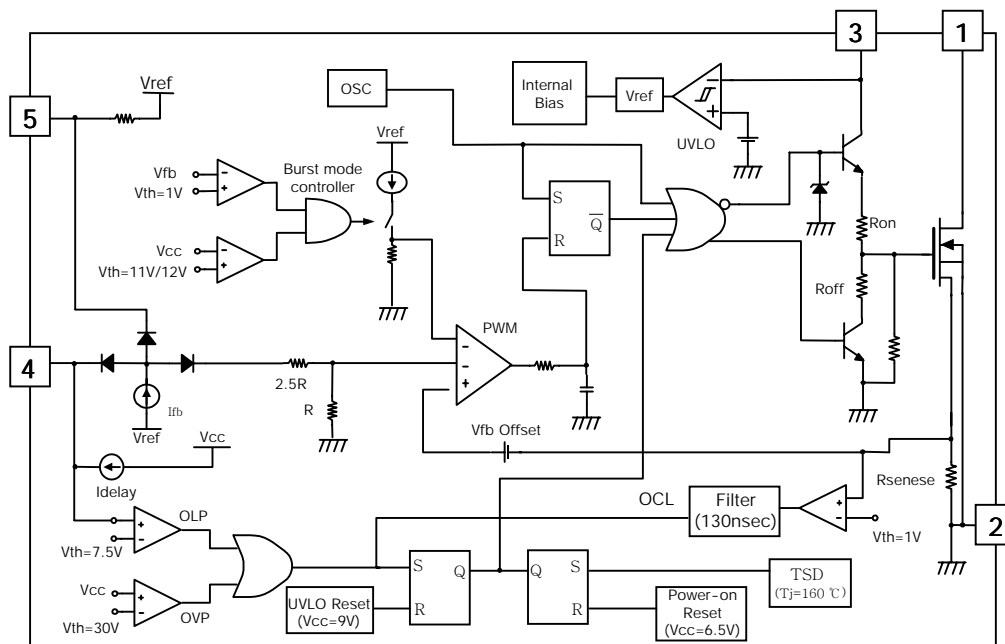 3
1
5
Vref
OSC
Internal
Bias
Vref
UVLO
Vref
Burst mode
controller
Vfb
Vth=1V
Vcc
Vth=11V/12V
S
R
Q
Ron
Roff
4
PWM
2.5R
R
Ifb
Vref
Vcc
Idelay
Vfb Offset
Rsenese
OCL
Filter
(130nsec)
Vth=1V
2
OLP
Vth=7.5V
Vcc
Vth=30V
OVP
S
R
Q
Q
S
R
UVLO Reset
(Vcc=9V)
TSD
(Tj=160 ℃)
Power-on
Reset
(Vcc=6.5V)
- + - + - + - + - - + + - + - + -